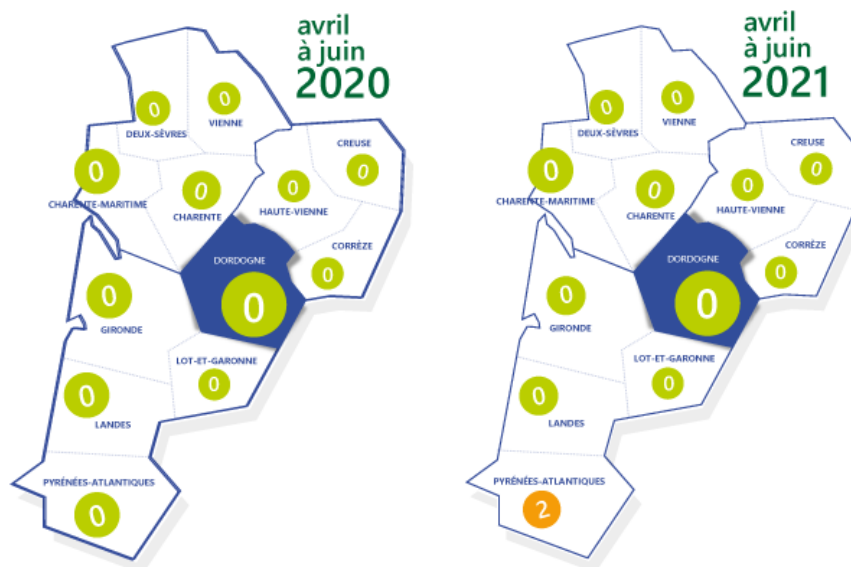 avril
à juin
2020
0
DEUX-SÈVRES
0
VIENNE
0
CHARENTE-MARITIME
0
CHARENTE
0
HAUTE-VIENNE
CREUSE
0
CORRÈZE
0
DORDOGNE
0
0
GIRONDE
LOT-ET-GARONNE
0
0
LANDES
PYRÉNÉES-ATLANTIQUES
0
avril
à juin
2021
0
DEUX-SÈVRES
0
VIENNE
0
CHARENTE-MARITIME
0
CHARENTE
0
HAUTE-VIENNE
CREUSE
0
CORRÈZE
0
DORDOGNE
0
0
GIRONDE
LOT-ET-GARONNE
0
0
LANDES
PYRÉNÉES-ATLANTIQUES
2